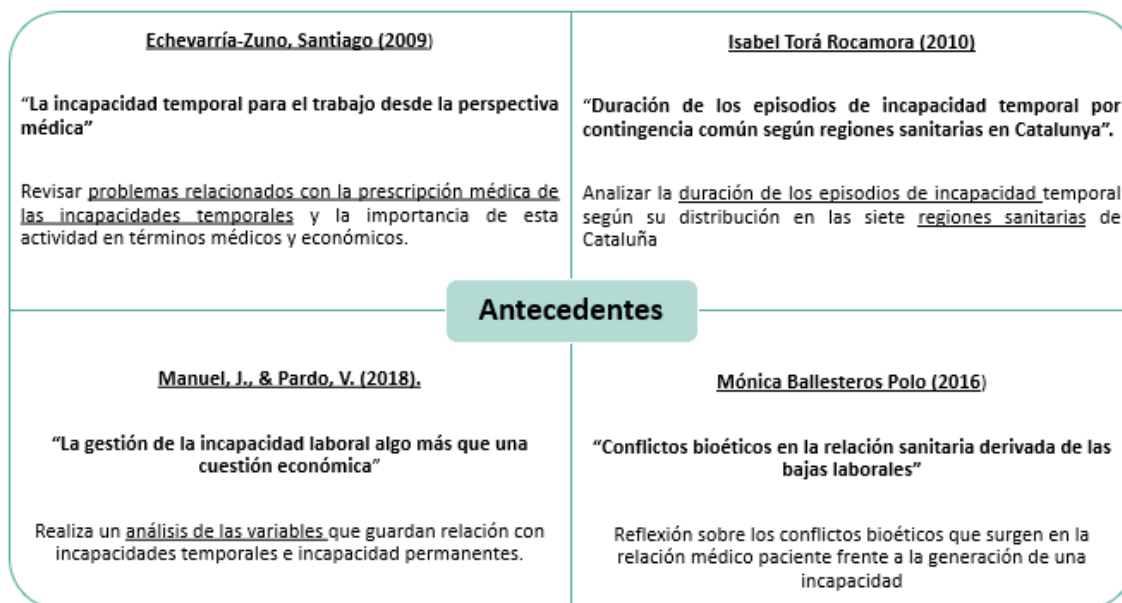 Echevarría-Zuno, Santiago (2009)
“La incapacidad temporal para el trabajo desde la perspectiva
médica”
Revisar problemas relacionados con la prescripción médica de
las incapacidades temporales y la importancia de esta
actividad en términos médicos y económicos.
Isabel Torá Rocamora (2010)
“Duración de los episodios de incapacidad temporal por
contingencia común según regiones sanitarias en Catalunya”.
Analizar la duración de los episodios de incapacidad temporal
según su distribución en las siete regiones sanitarias de
Cataluña
Antecedentes
Manuel, J., & Pardo, V. (2018).
“La gestión de la incapacidad laboral algo más que una
cuestión económica”
Realiza un análisis de las variables que guardan relación con
incapacidades temporales e incapacidad permanentes.
Mónica Ballesteros Polo (2016)
“Conflictos bioéticos en la relación sanitaria derivada de las
bajas laborales”
Reflexión sobre los conflictos bioéticos que surgen en la
relación médico paciente frente a la generación de una
incapacidad